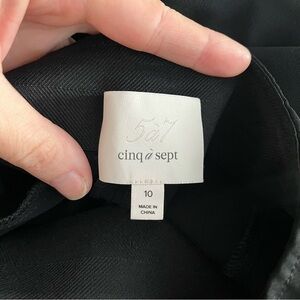 5à7
cinq à sept
10
MADE IN
CHINA